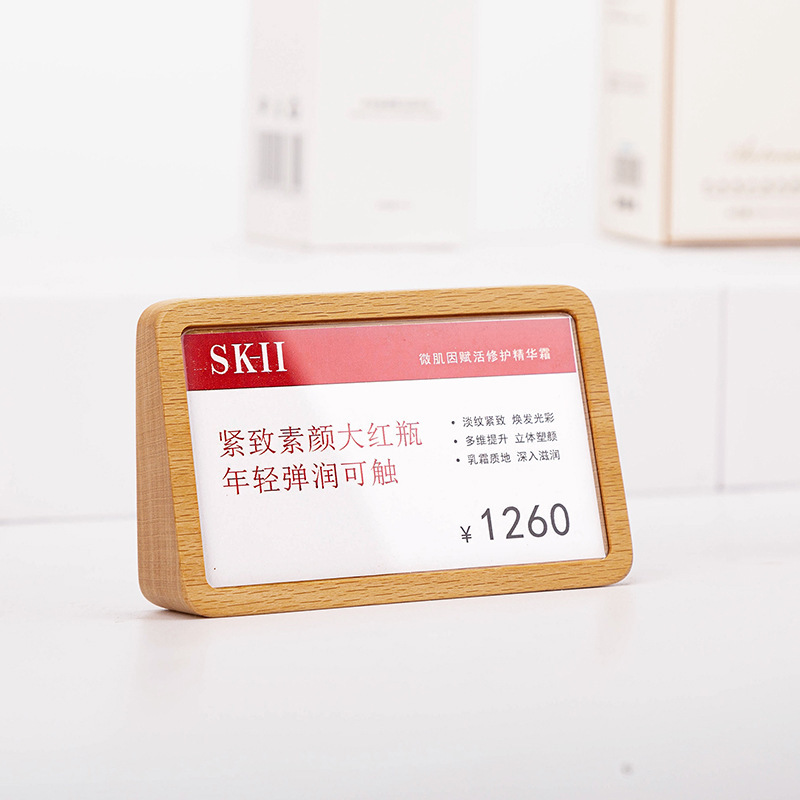 SK-II
微肌因赋活修护精华霜
紧致素颜大红瓶
年轻弹润可触
• 淡纹紧致 焕发光彩
• 多维提升 立体塑颜
• 乳霜质地 深入滋润
¥1260